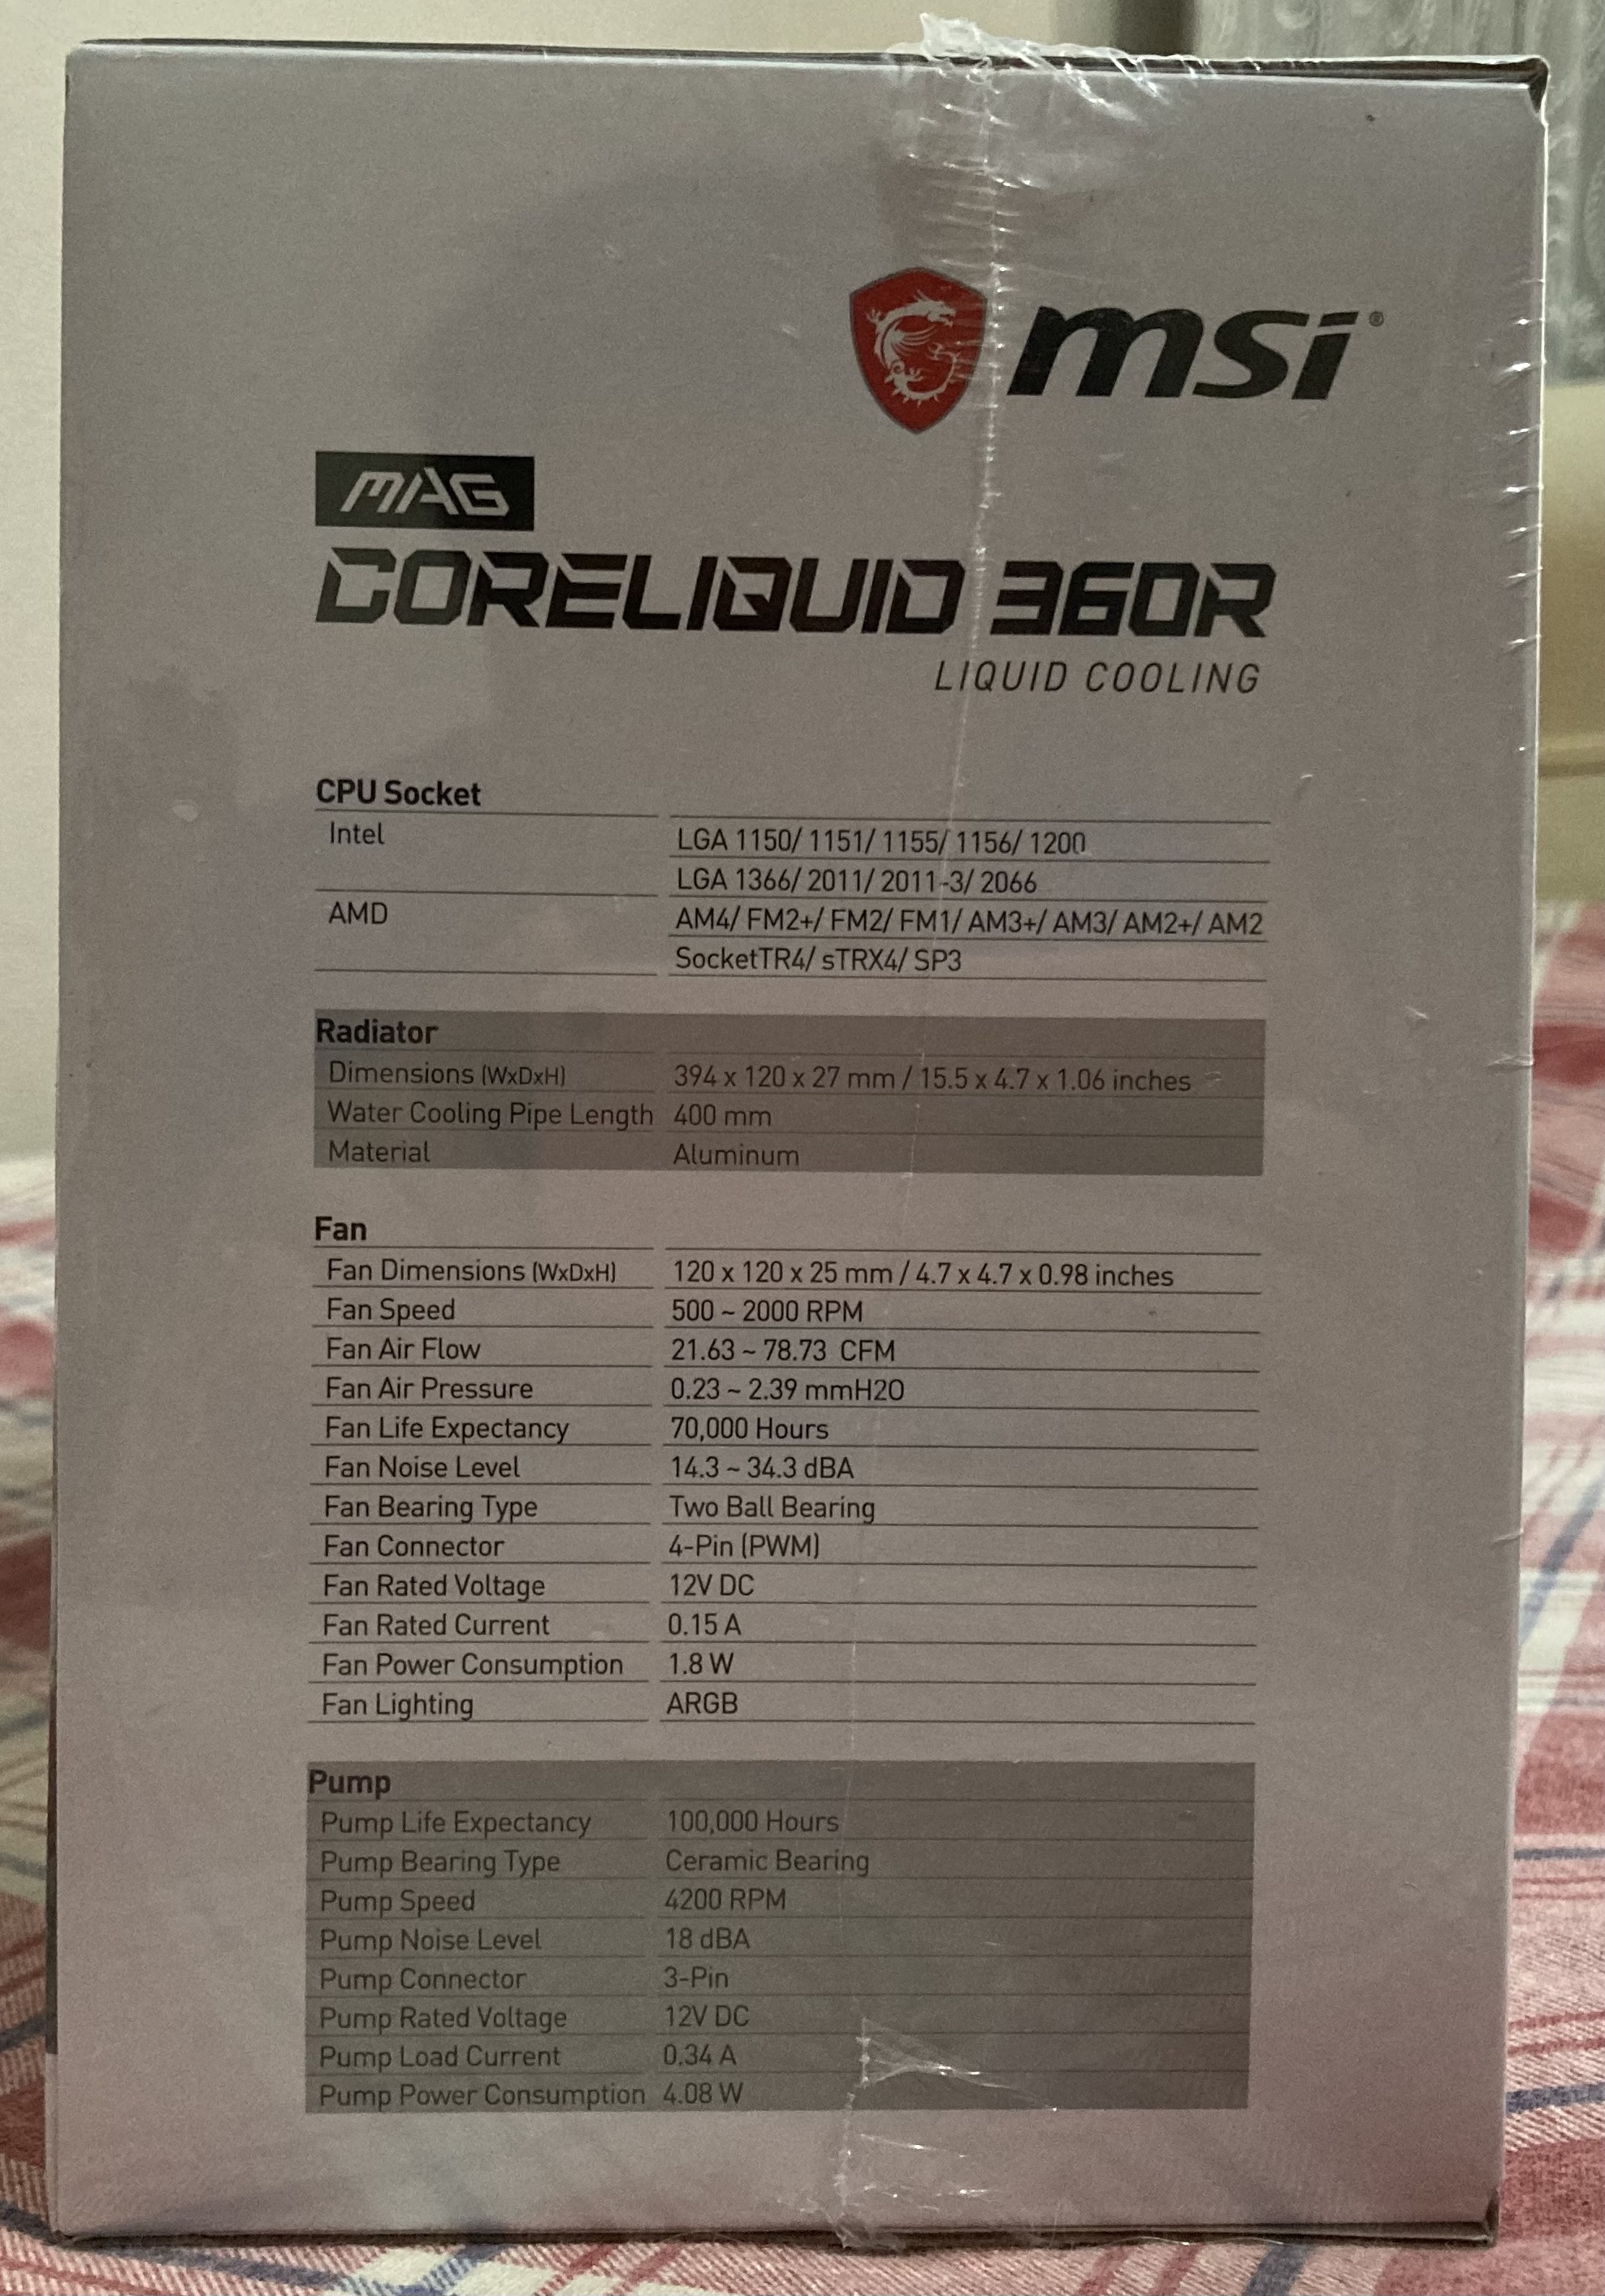 msi®
MAG
CORELIQUID 360R
LIQUID COOLING
CPU Socket
Intel LGA 1150/ 1151/ 1155/ 1156/ 1200
LGA 1366/ 2011/ 2011-3/ 2066
AMD AM4/ FM2+/ FM2/ FM1/ AM3+/ AM3/ AM2+/ AM2
SocketTR4/ sTRX4/ SP3
Radiator
Dimensions (WxDxH) 394 x 120 x 27 mm / 15.5 x 4.7 x 1.06 inches
Water Cooling Pipe Length 400 mm
Material Aluminum
Fan
Fan Dimensions (WxDxH) 120 x 120 x 25 mm / 4.7 x 4.7 x 0.98 inches
Fan Speed 500 ~ 2000 RPM
Fan Air Flow 21.63 ~ 78.73 CFM
Fan Air Pressure 0.23 ~ 2.39 mmH2O
Fan Life Expectancy 70,000 Hours
Fan Noise Level 14.3 ~ 34.3 dBA
Fan Bearing Type Two Ball Bearing
Fan Connector 4-Pin (PWM)
Fan Rated Voltage 12V DC
Fan Rated Current 0.15 A
Fan Power Consumption 1.8 W
Fan Lighting ARGB
Pump
Pump Life Expectancy 100,000 Hours
Pump Bearing Type Ceramic Bearing
Pump Speed 4200 RPM
Pump Noise Level 18 dBA
Pump Connector 3-Pin
Pump Rated Voltage 12V DC
Pump Load Current 0.34 A
Pump Power Consumption 4.08 W